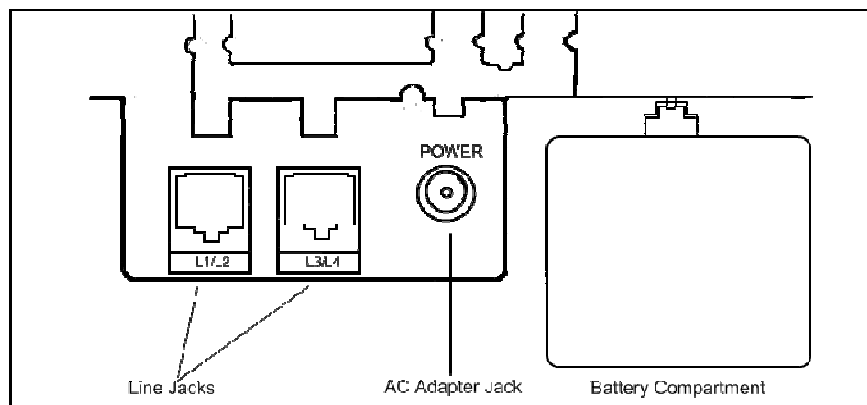 POWER
L1/L2
L3/L4
Line Jacks
AC Adapter Jack
Battery Compartment